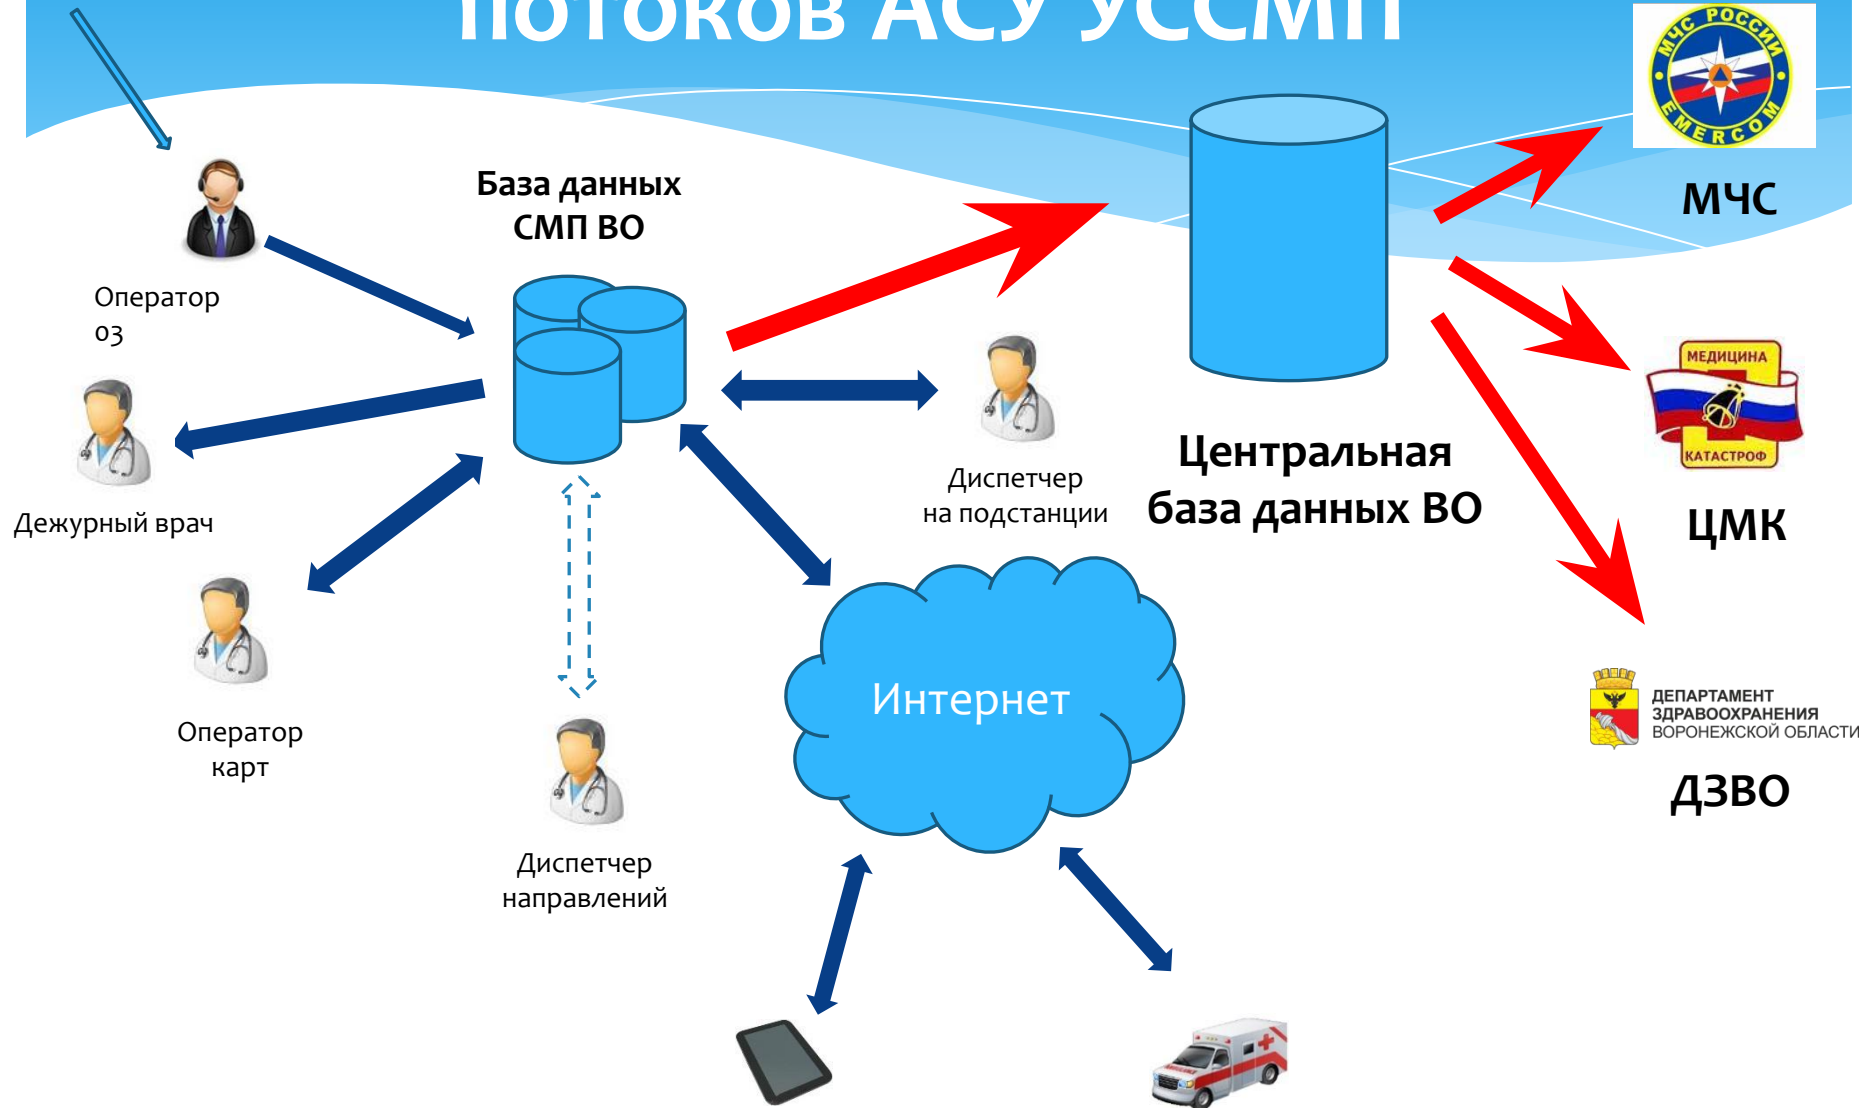 потоков АСУ УССМП
МЧС РОССИИ
EMERCOM
МЧС
База данных
СМП ВО
Оператор
03
МЕДИЦИНА
КАТАСТРОФ
ЦМК
Центральная
база данных ВО
Диспетчер
на подстанции
Дежурный врач
Интернет
ДЕПАРТАМЕНТ
ЗДРАВООХРАНЕНИЯ
ВОРОНЕЖСКОЙ ОБЛАСТИ
ДЗВО
Оператор
карт
Диспетчер
направлений